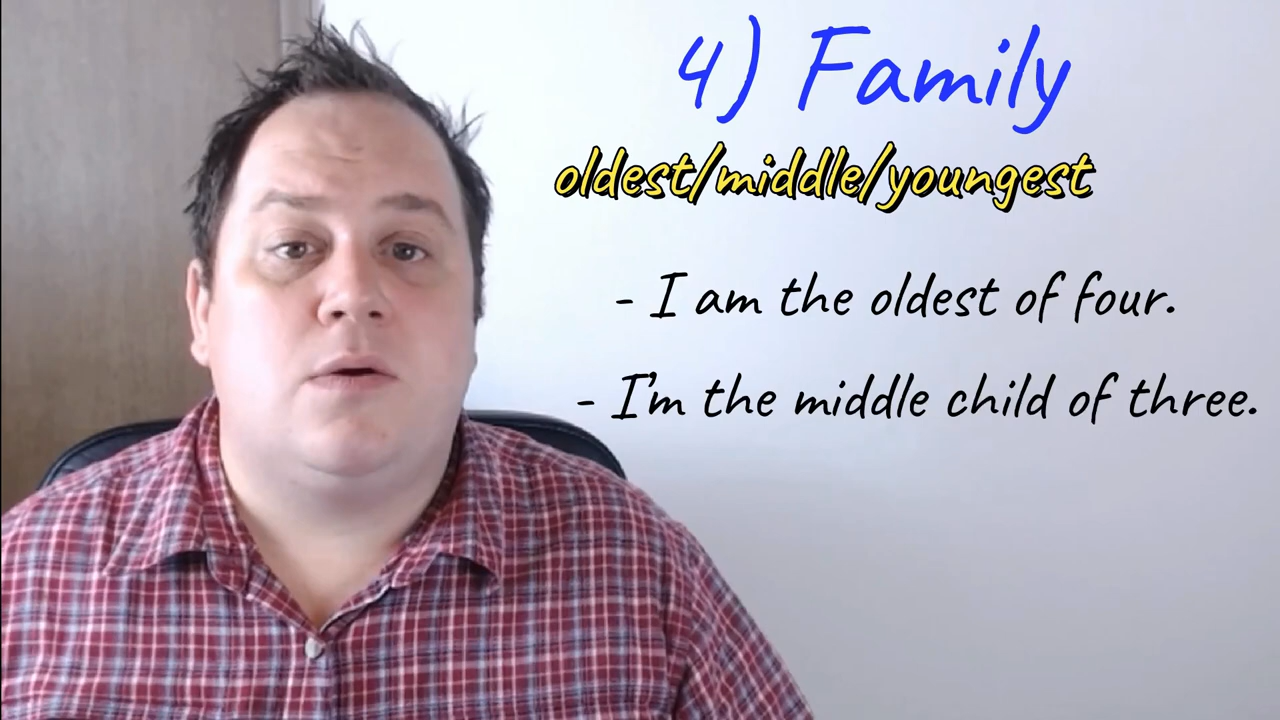 4) Family
oldest/middle/youngest
- I am the oldest of four.
- I'm the middle child of three.